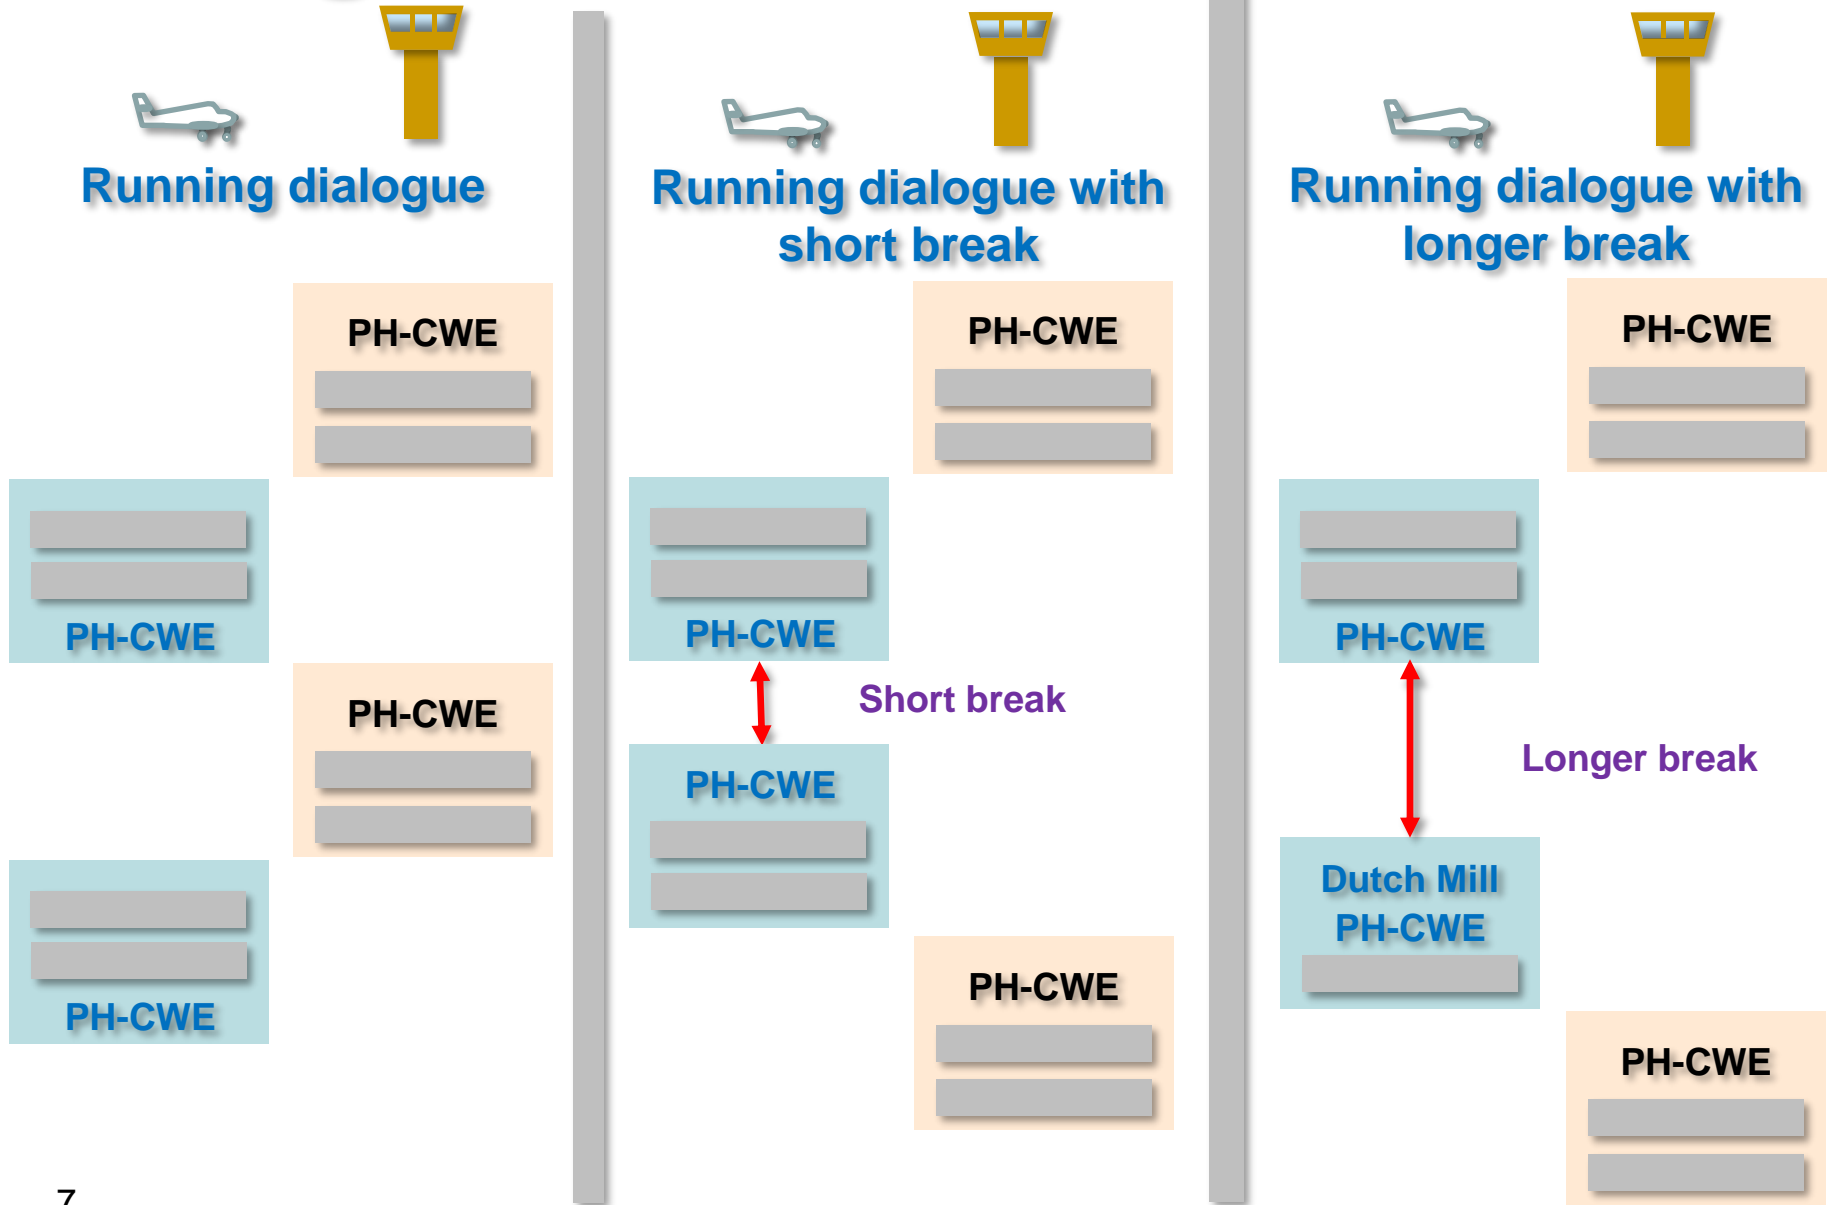 Running dialogue
PH-CWE
PH-CWE
PH-CWE
PH-CWE
Running dialogue with
short break
PH-CWE
PH-CWE
Short break
PH-CWE
PH-CWE
Running dialogue with
longer break
PH-CWE
PH-CWE
Longer break
Dutch Mill
PH-CWE
PH-CWE
7